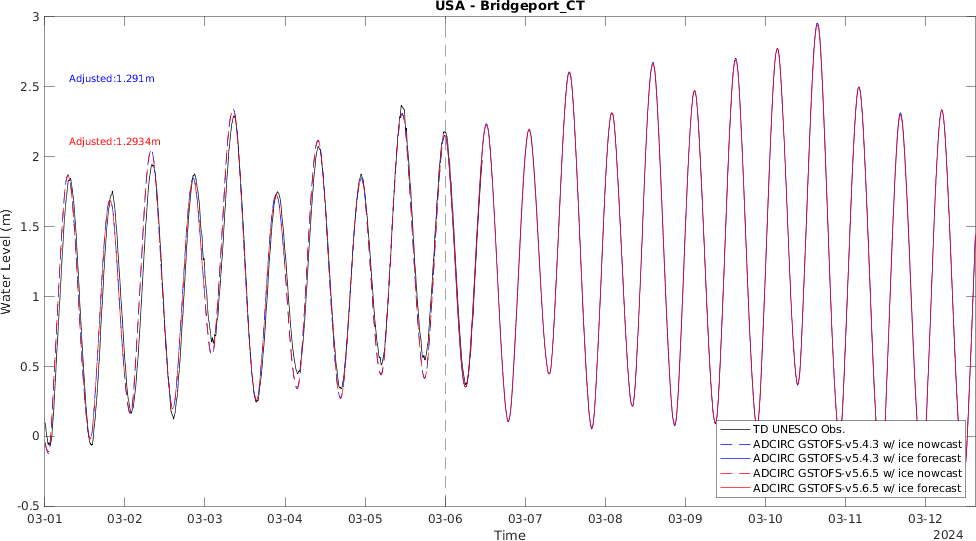 USA - Bridgeport_CT
3
2.5
2
1.5
1
0.5
0
-0.5
Water Level (m)
Adjusted:1.291m
Adjusted:1.2934m
TD UNESCO Obs.
ADCIRC GSTOFS-v5.4.3 w/ ice nowcast
ADCIRC GSTOFS-v5.4.3 w/ ice forecast
ADCIRC GSTOFS-v5.6.5 w/ ice nowcast
ADCIRC GSTOFS-v5.6.5 w/ ice forecast
03-01 03-02 03-03 03-04 03-05 03-06 03-07 03-08 03-09 03-10 03-11 03-12
Time
2024